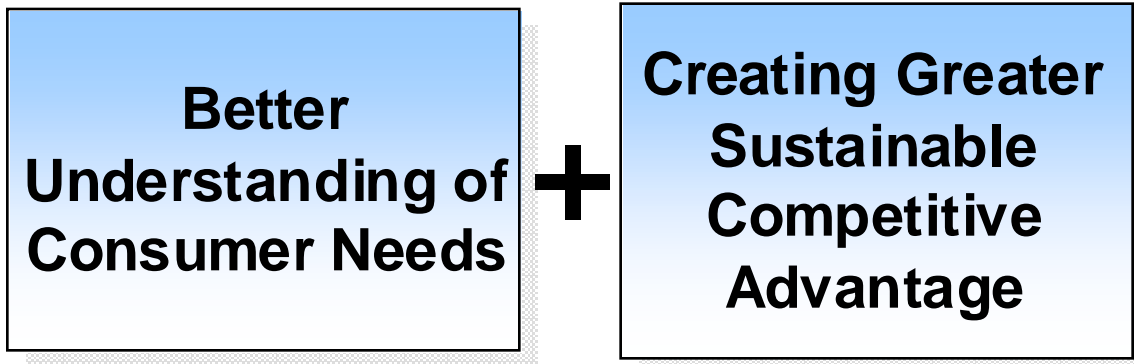 Better
Understanding of
Consumer Needs
+
Creating Greater
Sustainable
Competitive
Advantage